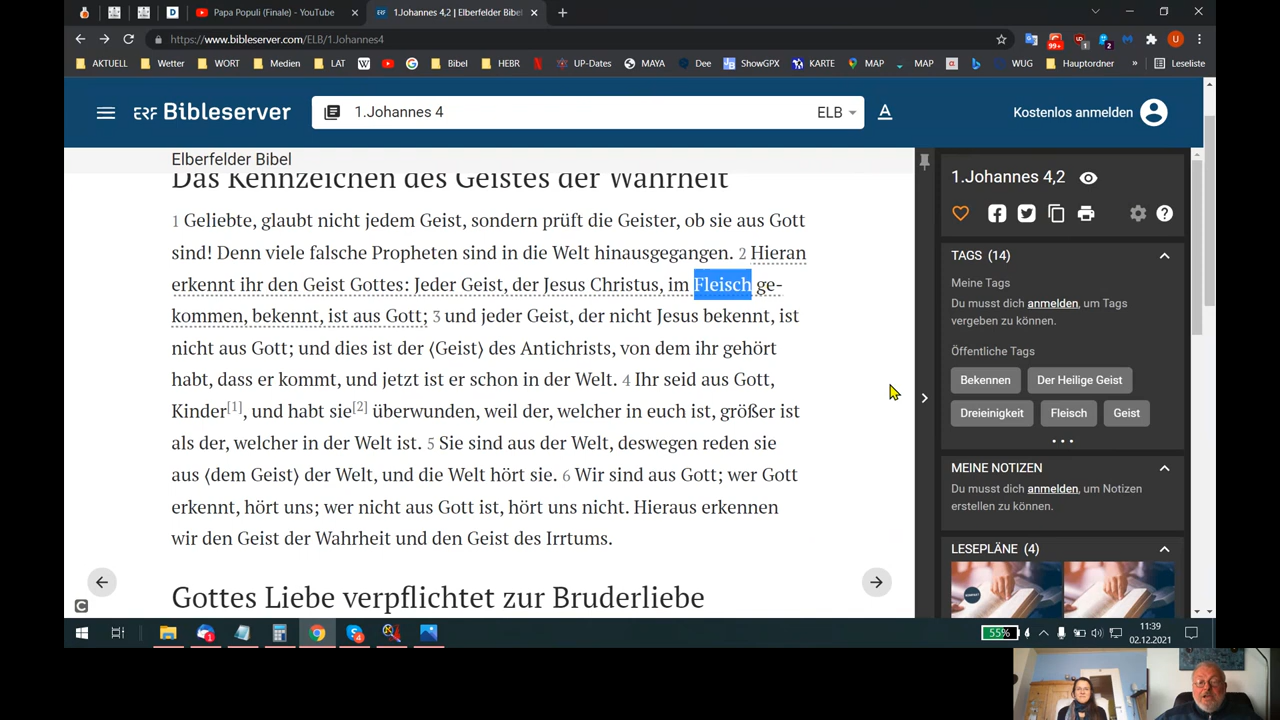 Papa Populi (Finale) - YouTube
1Johannes 4,2 | Elberfelder Bibel
https://www.bibleserver.com/ELB/1.Johannes4
99+
1
2
U
AKTUELL
Wetter
WORT
Medien
LAT
Bibel
HEBR
UP-Dates
MAYA
Dee
ShowGPX
KARTE
MAP
MAP
WUG
Hauptordner
»
Leseliste
ERF Bibleserver
1.Johannes 4
ELB
A
Kostenlos anmelden
Elberfelder Bibel
Das Kennzeichen des Geistes der Wahrheit
1 Geliebte, glaubt nicht jedem Geist, sondern prüft die Geister, ob sie aus Gott
sind! Denn viele falsche Propheten sind in die Welt hinausgegangen. 2 Hieran
erkennt ihr den Geist Gottes: Jeder Geist, der Jesus Christus, im Fleisch ge-
kommen, bekennt, ist aus Gott; 3 und jeder Geist, der nicht Jesus bekennt, ist
nicht aus Gott; und dies ist der ⟨Geist⟩ des Antichrists, von dem ihr gehört
habt, dass er kommt, und jetzt ist er schon in der Welt. 4 Ihr seid aus Gott,
Kinder[1], und habt sie[2] überwunden, weil der, welcher in euch ist, größer ist
als der, welcher in der Welt ist. 5 Sie sind aus der Welt, deswegen reden sie
aus ⟨dem Geist⟩ der Welt, und die Welt hört sie. 6 Wir sind aus Gott; wer Gott
erkennt, hört uns; wer nicht aus Gott ist, hört uns nicht. Hieraus erkennen
wir den Geist der Wahrheit und den Geist des Irrtums.
Gottes Liebe verpflichtet zur Bruderliebe
1.Johannes 4,2
TAGS (14)
Meine Tags
Du musst dich anmelden, um Tags
vergeben zu können.
Öffentliche Tags
Bekennen
Der Heilige Geist
Dreieinigkeit
Fleisch
Geist
MEINE NOTIZEN
Du musst dich anmelden, um Notizen
erstellen zu können.
LESEPLÄNE (4)
55%
11:39
02.12.2021